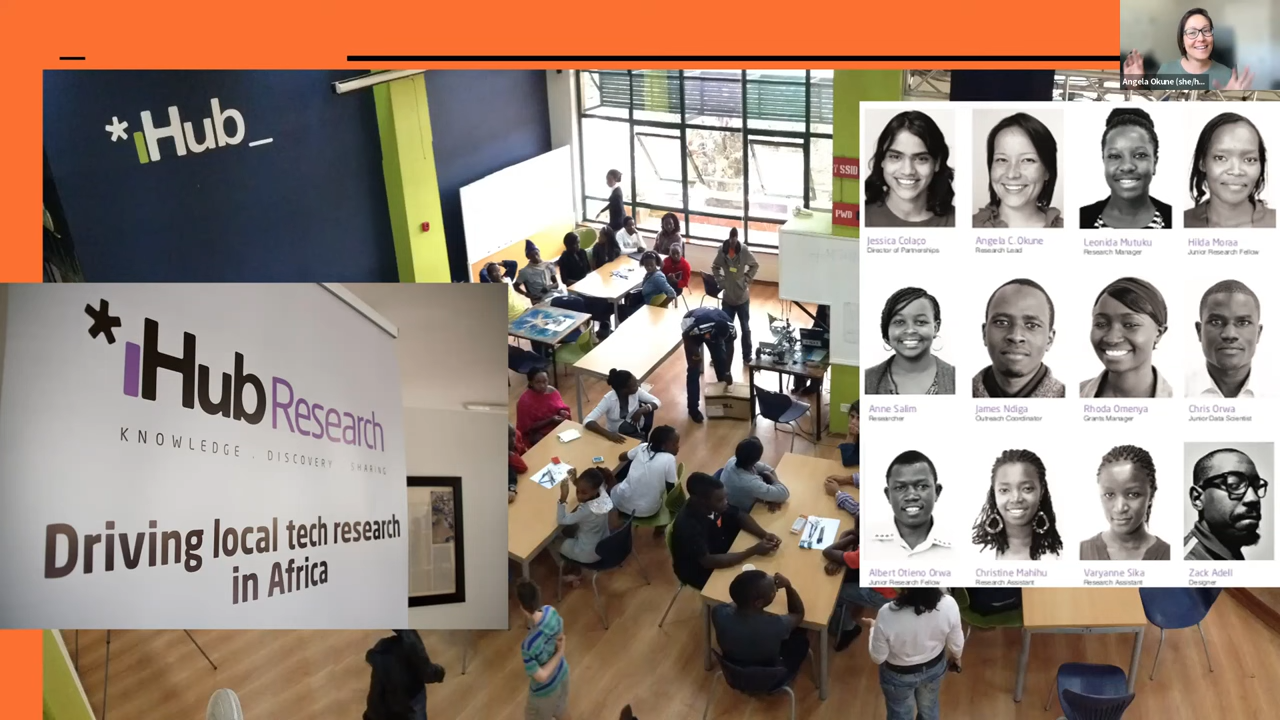 *iHub_
T SSID
PWD
*iHub Research
KNOWLEDGE . DISCOVERY . SHARING
Driving local tech research
in Africa
Angela Okune (she/h...
Jessica Colaço
Director of Partnerships
Angela C. Okune
Research Lead
Leonida Mutuku
Research Manager
Hilda Moraa
Junior Research Fellow
Anne Salim
Researcher
James Ndiga
Outreach Coordinator
Rhoda Omenya
Grants Manager
Chris Orwa
Junior Data Scientist
Albert Otieno Orwa
Junior Research Fellow
Christine Mahihu
Research Assistant
Varyanne Sika
Research Assistant
Zack Adell
Designer